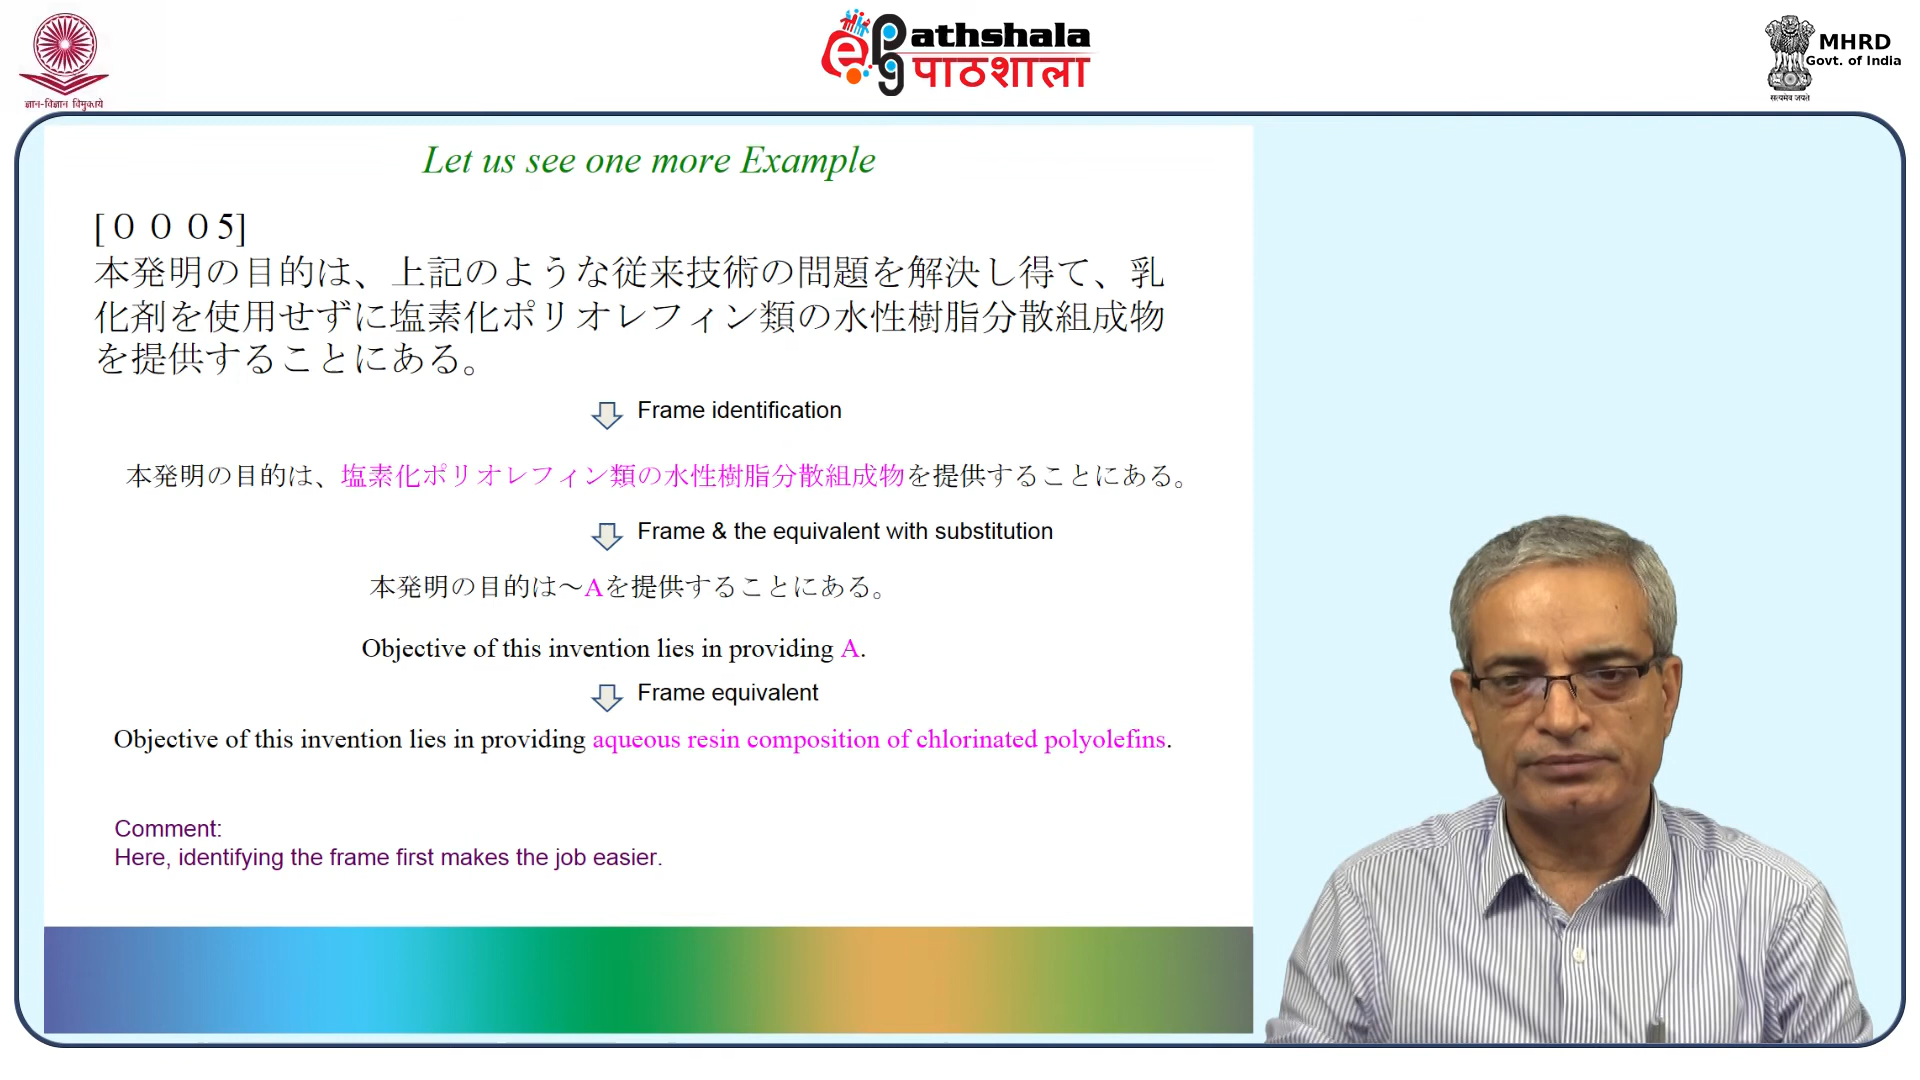 ज्ञान-विज्ञान विमुक्तये
ePathshala
पाठशाला
MHRD
Govt. of India
सत्यमेव जयते
Let us see one more Example
[０００5]
本発明の目的は、上記のような従来技術の問題を解決し得て、乳
化剤を使用せずに塩素化ポリオレフィン類の水性樹脂分散組成物
を提供することにある。
Frame identification
本発明の目的は、塩素化ポリオレフィン類の水性樹脂分散組成物を提供することにある。
Frame & the equivalent with substitution
本発明の目的は～Aを提供することにある。
Objective of this invention lies in providing A.
Frame equivalent
Objective of this invention lies in providing aqueous resin composition of chlorinated polyolefins.
Comment:
Here, identifying the frame first makes the job easier.